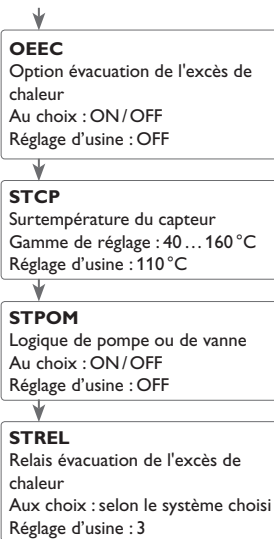 OEEC
Option évacuation de l'excès de
chaleur
Au choix : ON / OFF
Réglage d’usine : OFF
STCP
Surtempérature du capteur
Gamme de réglage : 40 … 160 °C
Réglage d’usine : 110 °C
STPOM
Logique de pompe ou de vanne
Au choix : ON / OFF
Réglage d’usine : OFF
STREL
Relais évacuation de l'excès de
chaleur
Aux choix : selon le système choisi
Réglage d’usine : 3